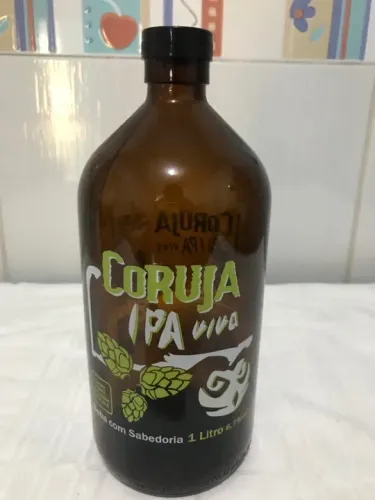 CORUJA
IPA viva
com Sabedoria 1 Litro